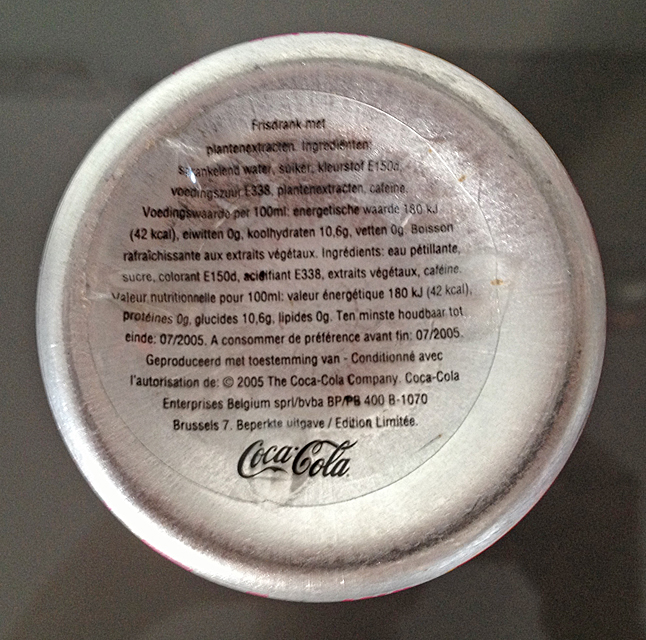 Frisdrank met
plantenextracten. Ingrediënten:
sprankelend water, suiker, kleurstof E150d,
voedingszuur E338, plantenextracten, cafeïne.
Voedingswaarde per 100ml: energetische waarde 180 kJ
(42 kcal), eiwitten 0g, koolhydraten 10,6g, vetten 0g. Boisson
rafraîchissante aux extraits végétaux. Ingrédients: eau pétillante,
sucre, colorant E150d, acidifiant E338, extraits végétaux, caféine.
Valeur nutritionnelle pour 100ml: valeur énergétique 180 kJ (42 kcal),
protéines 0g, glucides 10,6g, lipides 0g. Ten minste houdbaar tot
einde: 07/2005. A consommer de préférence avant fin: 07/2005.
Geproduceerd met toestemming van - Conditionné avec
l'autorisation de: © 2005 The Coca-Cola Company. Coca-Cola
Enterprises Belgium sprl/bvba BP/PB 400 B-1070
Brussels 7. Beperkte uitgave / Edition Limitée.
Coca-Cola